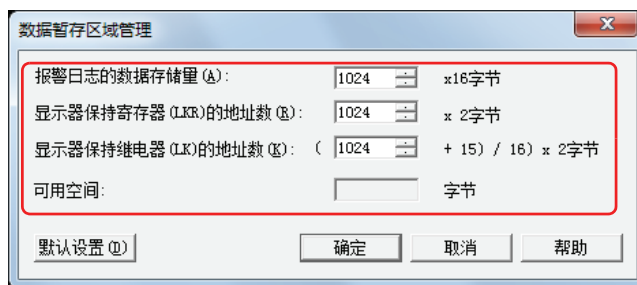 数据暂存区域管理
报警日志的数据存储量(A): 1024 x16字节
显示器保持寄存器(LKR)的地址数(R): 1024 x 2字节
显示器保持继电器(LK)的地址数(K): ( 1024 + 15) / 16) x 2字节
可用空间: 字节
默认设置(D) 确定 取消 帮助